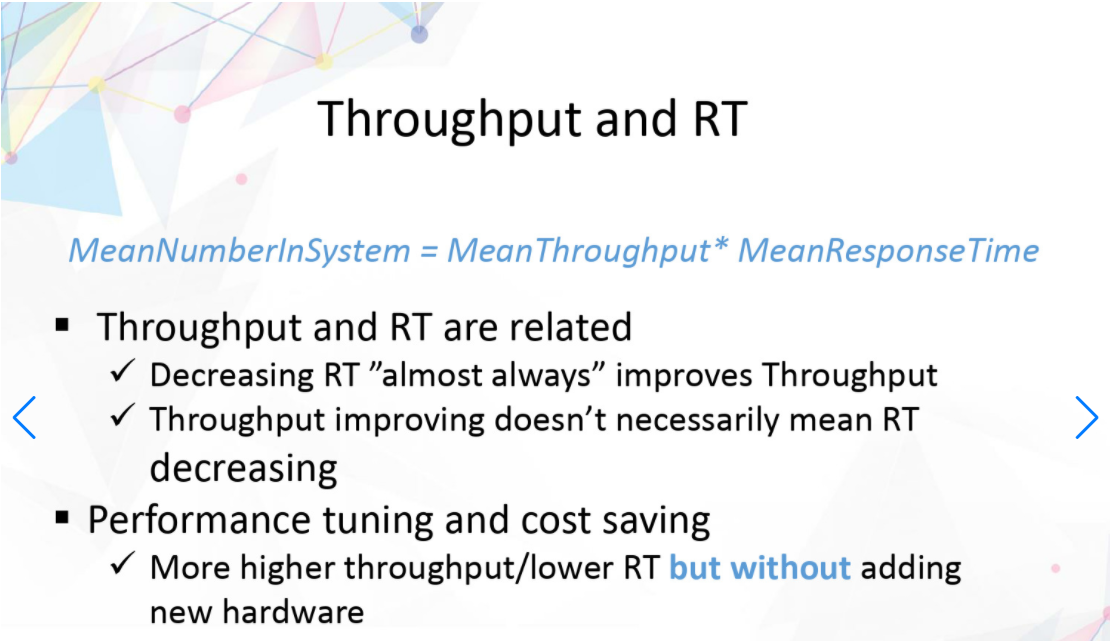 Throughput and RT
MeanNumberInSystem = MeanThroughput* MeanResponseTime
▪ Throughput and RT are related
✓ Decreasing RT ”almost always” improves Throughput
✓ Throughput improving doesn’t necessarily mean RT
decreasing
▪ Performance tuning and cost saving
✓ More higher throughput/lower RT but without adding
new hardware